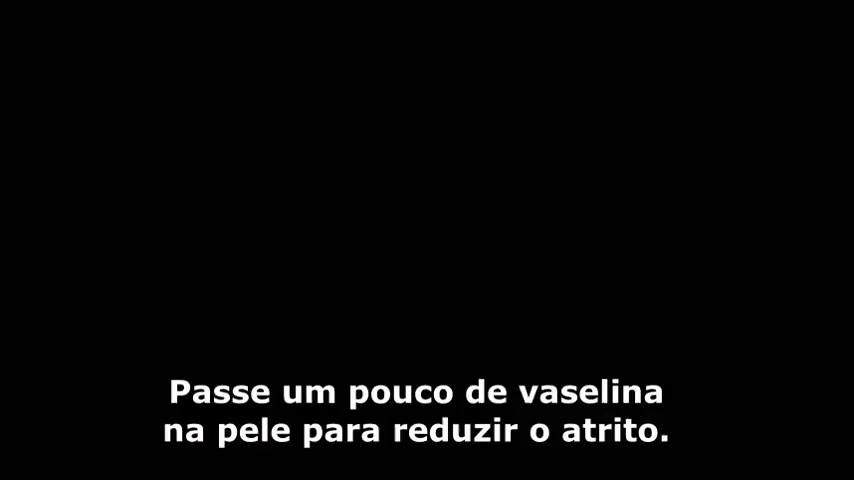 Passe um pouco de vaselina
na pele para reduzir o atrito.